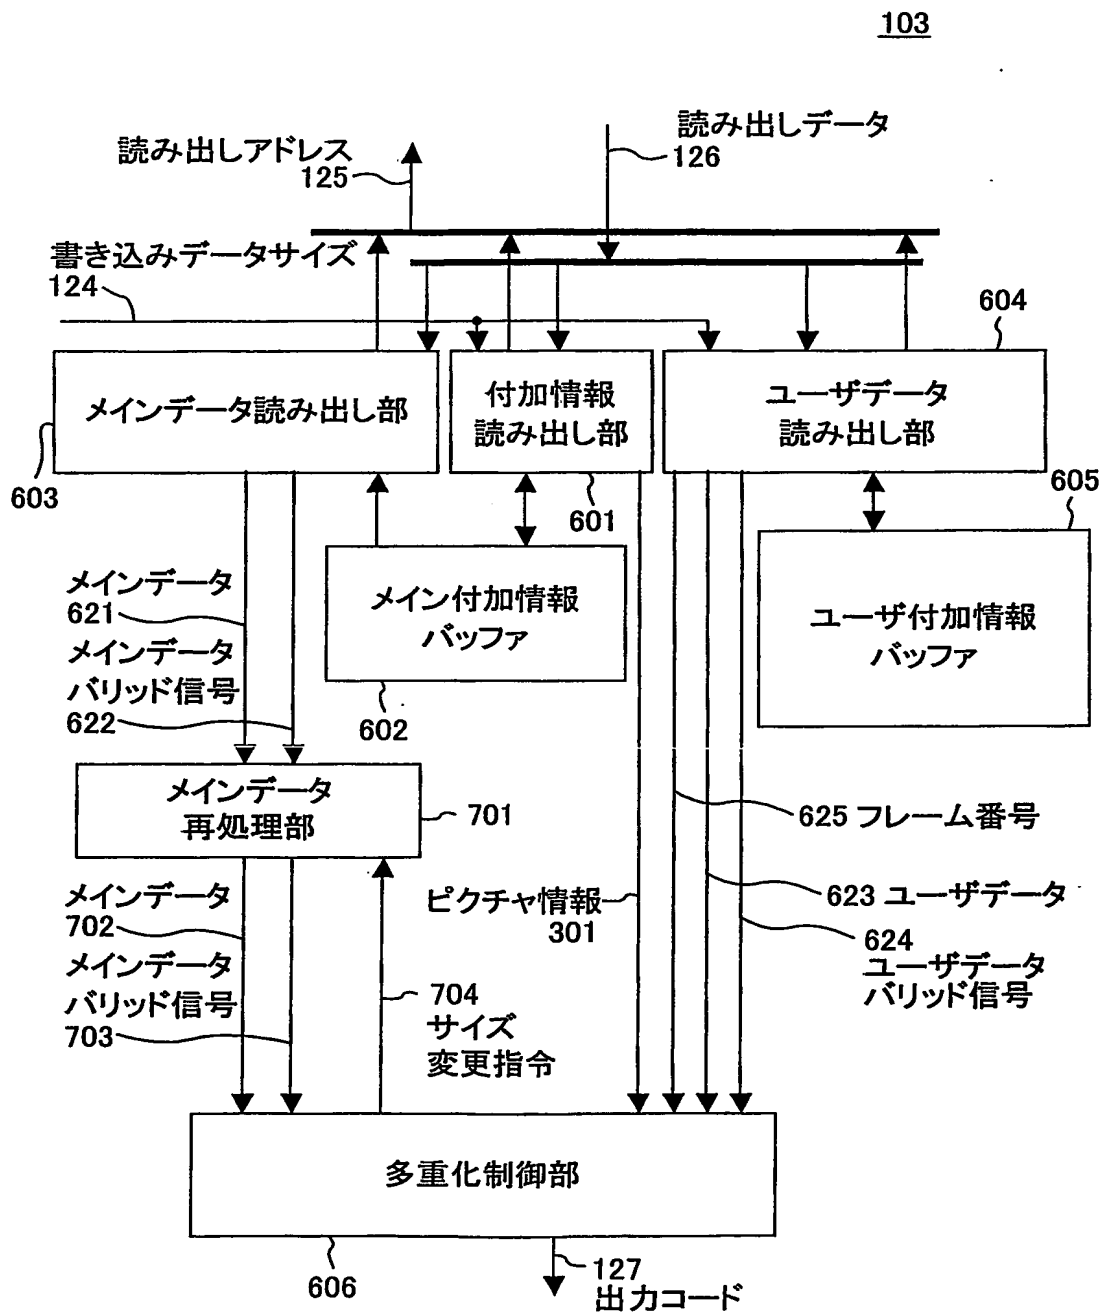 103
読み出しデータ
126
読み出しアドレス
125
書き込みデータサイズ
124
604
メインデータ読み出し部
付加情報
読み出し部
ユーザデータ
読み出し部
603
601
605
メインデータ
621
メインデータ
バリッド信号
622
メイン付加情報
バッファ
602
ユーザ付加情報
バッファ
メインデータ
再処理部
701
625 フレーム番号
メインデータ
702
メインデータ
バリッド信号
703
704
サイズ
変更指令
ピクチャ情報
301
623 ユーザデータ
624
ユーザデータ
バリッド信号
多重化制御部
606
127
出力コード